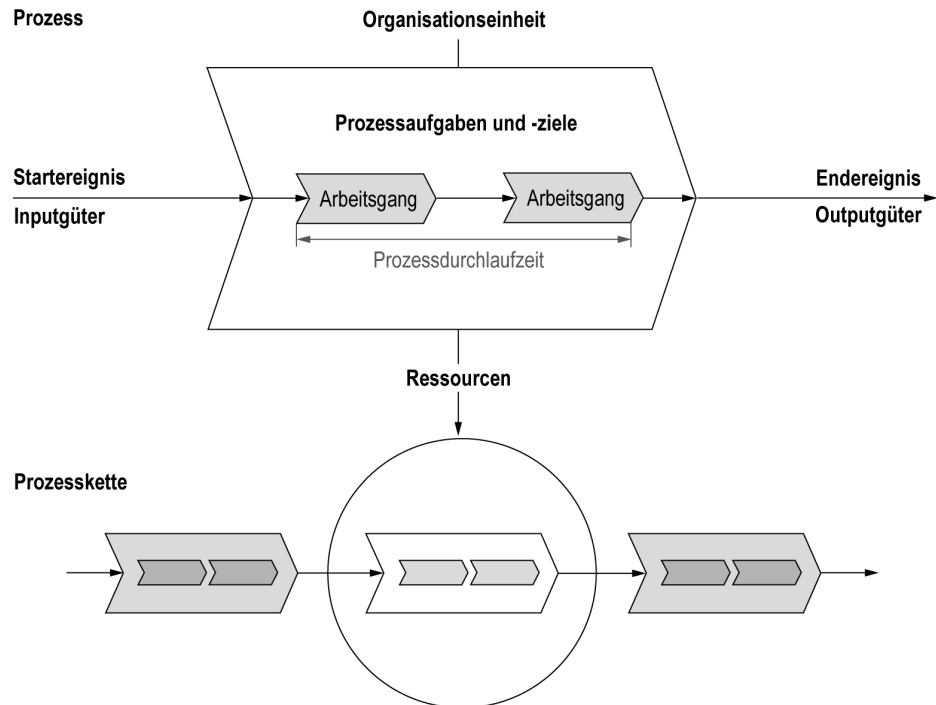 Prozess
Organisationseinheit
Prozessaufgaben und -ziele
Startereignis
Inputgüter
Arbeitsgang
Arbeitsgang
Endereignis
Outputgüter
Prozessdurchlaufzeit
Ressourcen
Prozesskette